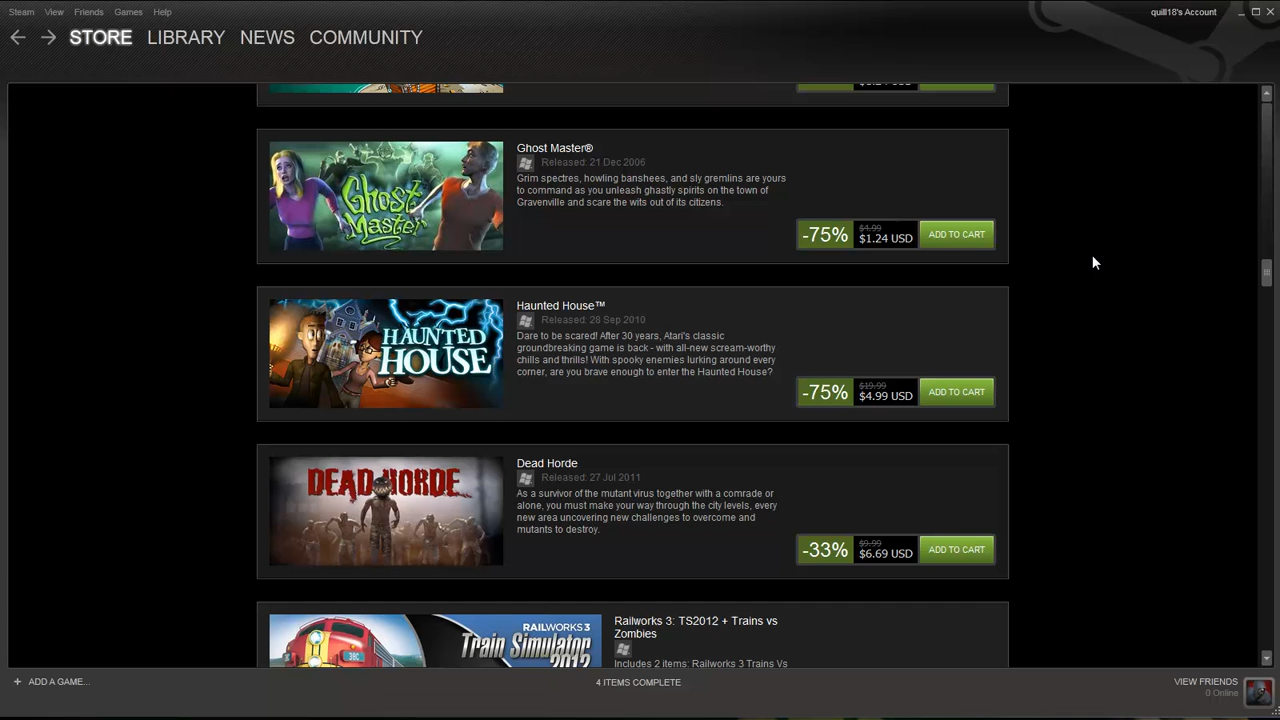 Steam View Friends Games Help
quill18's Account
STORE LIBRARY NEWS COMMUNITY
Ghost Master®
Released: 21 Dec 2006
Grim spectres, howling banshees, and sly gremlins are yours
to command as you unleash ghastly spirits on the town of
Gravenville and scare the wits out of its citizens.
Ghost
Master
-75% $4.99 $1.24 USD ADD TO CART
Haunted House™
Released: 28 Sep 2010
Dare to be scared! After 30 years, Atari's classic
groundbreaking game is back - with all-new scream-worthy
chills and thrills! With spooky enemies lurking around every
corner, are you brave enough to enter the Haunted House?
HAUNTED
HOUSE
-75% $19.99 $4.99 USD ADD TO CART
Dead Horde
Released: 27 Jul 2011
As a survivor of the mutant virus together with a comrade or
alone, you must make your way through the city levels, every
new area uncovering new challenges to overcome and
mutants to destroy.
DEAD HORDE
-33% $9.99 $6.69 USD ADD TO CART
Railworks 3: TS2012 + Trains vs
Zombies
Includes 2 items: Railworks 3 Trains Vs
RAILWORKS 3
Train Simulator
2012
+ ADD A GAME...
4 ITEMS COMPLETE
VIEW FRIENDS
0 Online